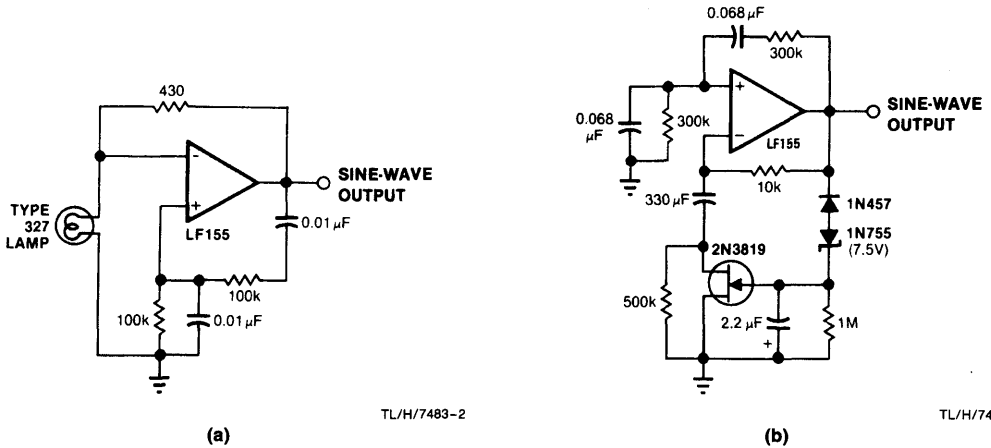 430
-
+
LF155
SINE-WAVE
OUTPUT
0.01 µF
TYPE
327
LAMP
100k
100k
0.01 µF
TL/H/7483-2
(a)
0.068 µF
300k
+
-
LF155
SINE-WAVE
OUTPUT
0.068
µF
300k
10k
330 µF
1N457
1N755
(7.5V)
2N3819
500k
2.2 µF
+
1M
TL/H/74
(b)